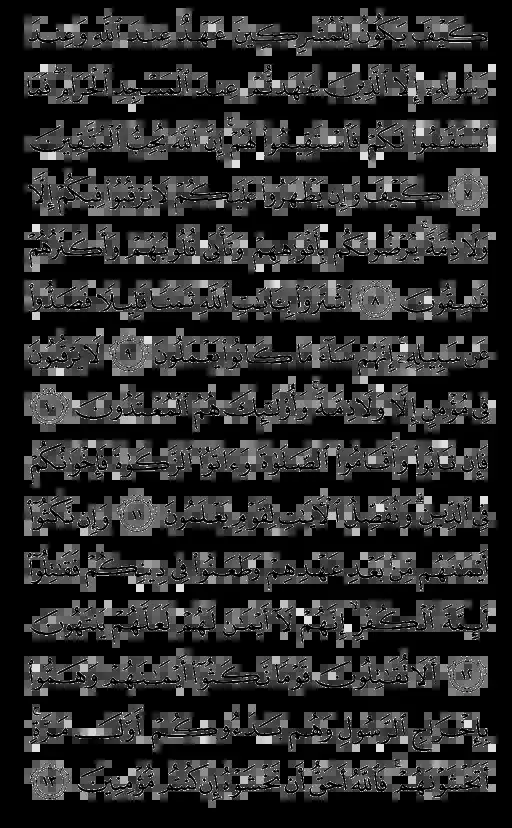 كَيْفَ يَكُونُ لِلْمُشْرِكِينَ عَهْدٌ عِندَ ٱللَّهِ وَعِندَ
رَسُولِهِۦٓ إِلَّا ٱلَّذِينَ عَٰهَدتُّمْ عِندَ ٱلْمَسْجِدِ ٱلْحَرَامِ فَمَا
ٱسْتَقَٰمُوا۟ لَكُمْ فَٱسْتَقِيمُوا۟ لَهُمْ إِنَّ ٱللَّهَ يُحِبُّ ٱلْمُتَّقِينَ
٧ كَيْفَ وَإِن يَظْهَرُوا۟ عَلَيْكُمْ لَا يَرْقُبُوا۟ فِيكُمْ إِلًّا
وَلَا ذِمَّةً يُرْضُونَكُم بِأَفْوَٰهِهِمْ وَتَأْبَىٰ قُلُوبُهُمْ وَأَكْثَرُهُمْ
فَٰسِقُونَ ٨ ٱشْتَرَوْا۟ بِـَٔايَٰتِ ٱللَّهِ ثَمَنًا قَلِيلًا فَصَدُّوا۟
عَن سَبِيلِهِۦٓ إِنَّهُمْ سَآءَ مَا كَانُوا۟ يَعْمَلُونَ ٩ لَا يَرْقُبُونَ
فِى مُؤْمِنٍ إِلًّا وَلَا ذِمَّةً وَأُو۟لَٰٓئِكَ هُمُ ٱلْمُعْتَدُونَ ١٠
فَإِن تَابُوا۟ وَأَقَامُوا۟ ٱلصَّلَوٰةَ وَءَاتَوُا۟ ٱلزَّكَوٰةَ فَإِخْوَٰنُكُمْ
فِى ٱلدِّينِ وَنُفَصِّلُ ٱلْءَايَٰتِ لِقَوْمٍ يَعْلَمُونَ ١١ وَإِن نَّكَثُوٓا۟
أَيْمَٰنَهُم مِّنۢ بَعْدِ عَهْدِهِمْ وَطَعَنُوا۟ فِى دِينِكُمْ فَقَٰتِلُوٓا۟
أَئِمَّةَ ٱلْكُفْرِ إِنَّهُمْ لَآ أَيْمَٰنَ لَهُمْ لَعَلَّهُمْ يَنتَهُونَ
١٢ أَلَا تُقَٰتِلُونَ قَوْمًا نَّكَثُوٓا۟ أَيْمَٰنَهُمْ وَهَمُّوا۟
بِإِخْرَاجِ ٱلرَّسُولِ وَهُم بَدَءُوكُمْ أَوَّلَ مَرَّةٍ
أَتَخْشَوْنَهُمْ فَٱللَّهُ أَحَقُّ أَن تَخْشَوْهُ إِن كُنتُم مُّؤْمِنِينَ ١٣